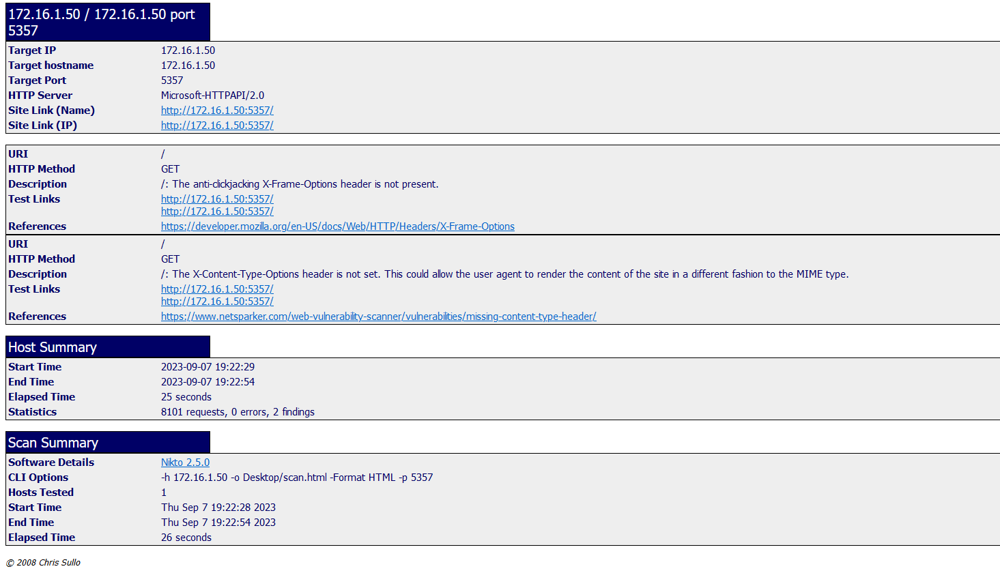 172.16.1.50 / 172.16.1.50 port
5357
Target IP 172.16.1.50
Target hostname 172.16.1.50
Target Port 5357
HTTP Server Microsoft-HTTPAPI/2.0
Site Link (Name) http://172.16.1.50:5357/
Site Link (IP) http://172.16.1.50:5357/
URI /
HTTP Method GET
Description /: The anti-clickjacking X-Frame-Options header is not present.
Test Links http://172.16.1.50:5357/
http://172.16.1.50:5357/
References https://developer.mozilla.org/en-US/docs/Web/HTTP/Headers/X-Frame-Options
URI /
HTTP Method GET
Description /: The X-Content-Type-Options header is not set. This could allow the user agent to render the content of the site in a different fashion to the MIME type.
Test Links http://172.16.1.50:5357/
http://172.16.1.50:5357/
References https://www.netsparker.com/web-vulnerability-scanner/vulnerabilities/missing-content-type-header/
Host Summary
Start Time 2023-09-07 19:22:29
End Time 2023-09-07 19:22:54
Elapsed Time 25 seconds
Statistics 8101 requests, 0 errors, 2 findings
Scan Summary
Software Details Nikto 2.5.0
CLI Options -h 172.16.1.50 -o Desktop/scan.html -Format HTML -p 5357
Hosts Tested 1
Start Time Thu Sep 7 19:22:28 2023
End Time Thu Sep 7 19:22:54 2023
Elapsed Time 26 seconds
© 2008 Chris Sullo